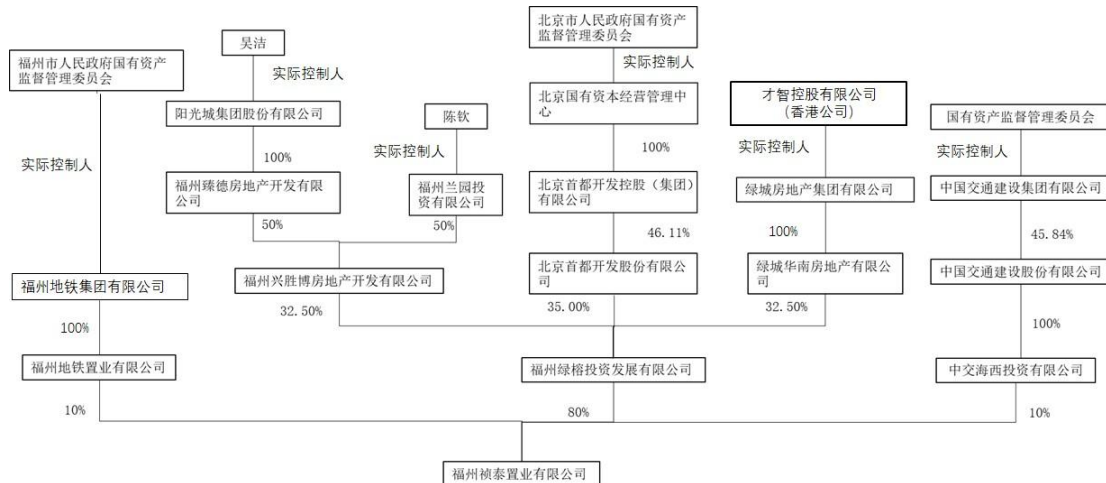 北京市人民政府国有资产
监督管理委员会
吴洁
福州市人民政府国有资产
监督管理委员会
实际控制人
实际控制人
阳光城集团股份有限公司
陈钦
北京国有资本经营管理中
心
才智控股有限公司
(香港公司)
国有资产监督管理委员会
实际控制人
100%
实际控制人
100%
实际控制人
实际控制人
福州臻德房地产开发有限
公司
福州兰园投
资有限公司
北京首都开发控股（集团）
有限公司
绿城房地产集团有限公司
中国交通建设集团有限公司
50%
50%
46.11%
100%
45.84%
福州地铁集团有限公司
福州兴胜博房地产开发有限公司
北京首都开发股份有限公
司
绿城华南房地产有限公
司
中国交通建设股份有限公司
32.50%
35.00%
32.50%
100%
100%
福州地铁置业有限公司
福州绿榕投资发展有限公司
中交海西投资有限公司
10%
80%
10%
福州祯泰置业有限公司